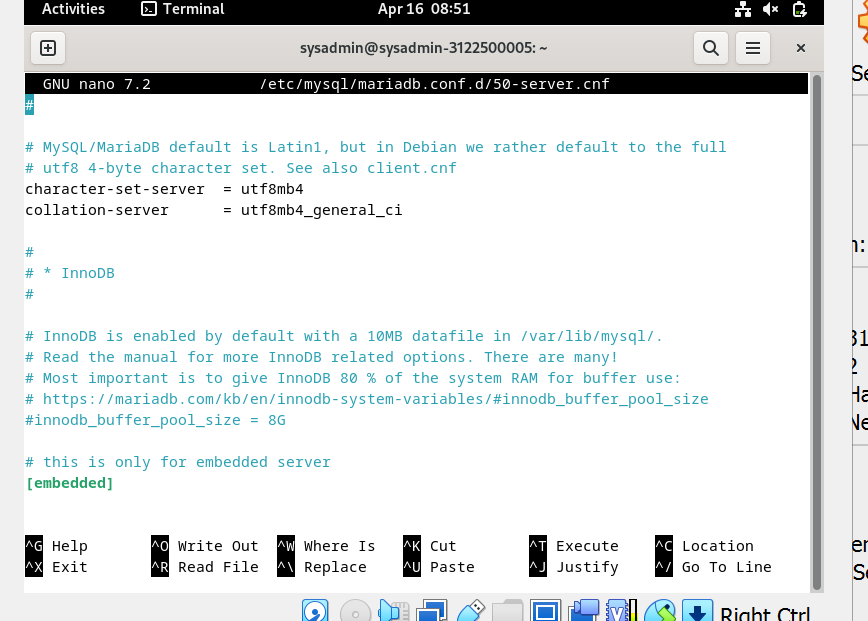 Activities Terminal Apr 16 08:51
sysadmin@sysadmin-3122500005: ~
GNU nano 7.2 /etc/mysql/mariadb.conf.d/50-server.cnf
#
# MySQL/MariaDB default is Latin1, but in Debian we rather default to the full
# utf8 4-byte character set. See also client.cnf
character-set-server = utf8mb4
collation-server = utf8mb4_general_ci
#
# * InnoDB
#
# InnoDB is enabled by default with a 10MB datafile in /var/lib/mysql/.
# Read the manual for more InnoDB related options. There are many!
# Most important is to give InnoDB 80 % of the system RAM for buffer use:
# https://mariadb.com/kb/en/innodb-system-variables/#innodb_buffer_pool_size
#innodb_buffer_pool_size = 8G
# this is only for embedded server
[embedded]
^G Help ^O Write Out ^W Where Is ^K Cut ^T Execute ^C Location
^X Exit ^R Read File ^\ Replace ^U Paste ^J Justify ^/ Go To Line
Right Ctrl